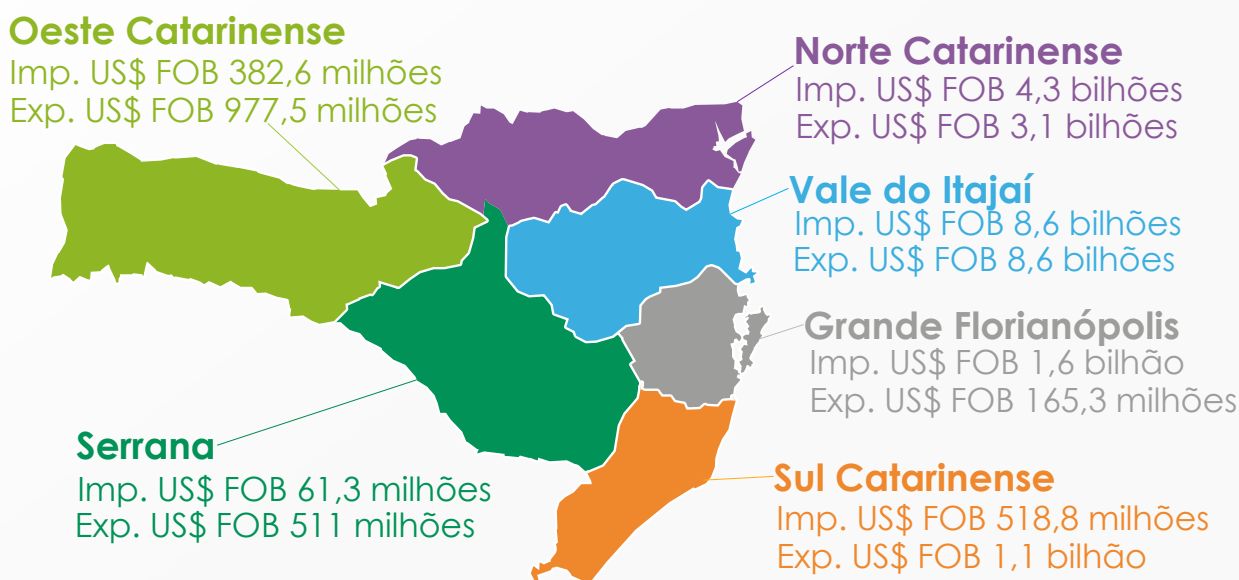 Oeste Catarinense
Imp. US$ FOB 382,6 milhões
Exp. US$ FOB 977,5 milhões
Norte Catarinense
Imp. US$ FOB 4,3 bilhões
Exp. US$ FOB 3,1 bilhões
Vale do Itajaí
Imp. US$ FOB 8,6 bilhões
Exp. US$ FOB 8,6 bilhões
Grande Florianópolis
Imp. US$ FOB 1,6 bilhão
Exp. US$ FOB 165,3 milhões
Serrana
Imp. US$ FOB 61,3 milhões
Exp. US$ FOB 511 milhões
Sul Catarinense
Imp. US$ FOB 518,8 milhões
Exp. US$ FOB 1,1 bilhão